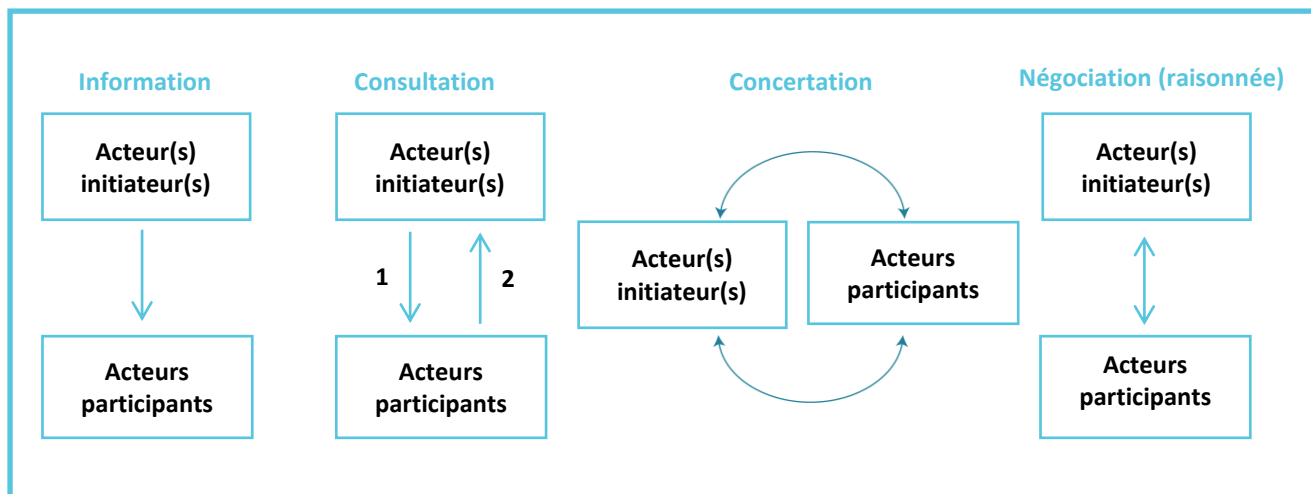 Information
Acteur(s)
initiateur(s)
Acteurs
participants
Consultation
Acteur(s)
initiateur(s)
1
2
Acteurs
participants
Concertation
Acteur(s)
initiateur(s)
Acteurs
participants
Négociation (raisonnée)
Acteur(s)
initiateur(s)
Acteurs
participants